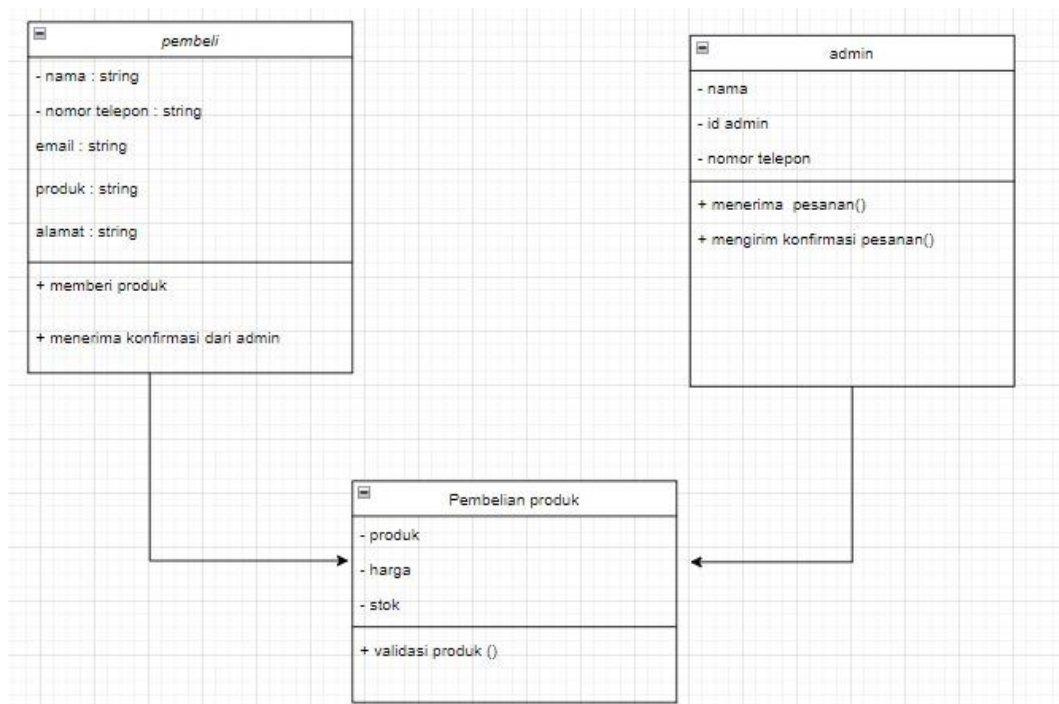 pembeli
- nama : string
- nomor telepon : string
email : string
produk : string
alamat : string
+ memberi produk
+ menerima konfirmasi dari admin
admin
- nama
- id admin
- nomor telepon
+ menerima pesanan()
+ mengirim konfirmasi pesanan()
Pembelian produk
- produk
- harga
- stok
+ validasi produk ()